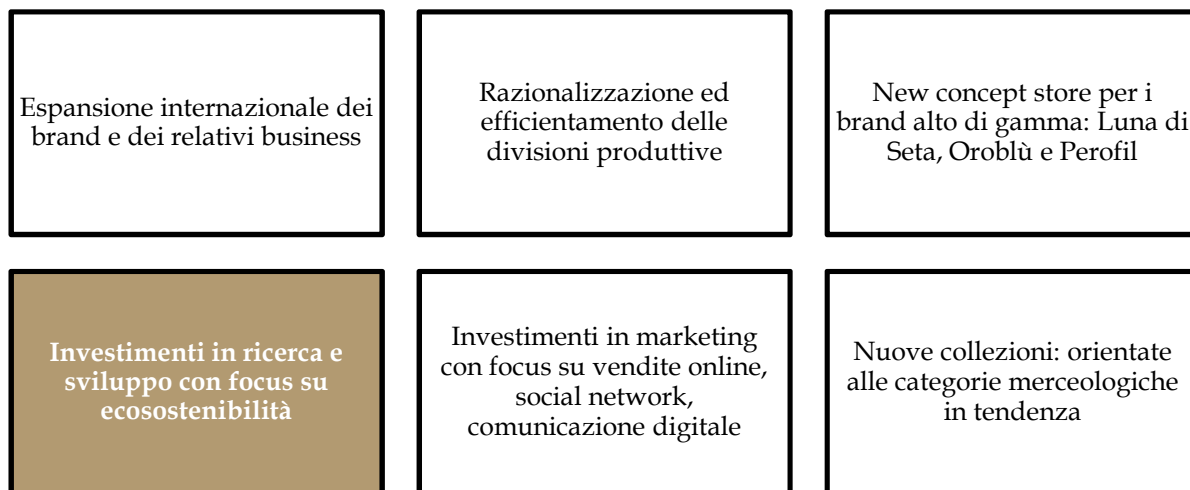 Espansione internazionale dei
brand e dei relativi business
Razionalizzazione ed
efficientamento delle
divisioni produttive
New concept store per i
brand alto di gamma: Luna di
Seta, Oroblù e Perofil
Investimenti in ricerca e
sviluppo con focus su
ecosostenibilità
Investimenti in marketing
con focus su vendite online,
social network,
comunicazione digitale
Nuove collezioni: orientate
alle categorie merceologiche
in tendenza